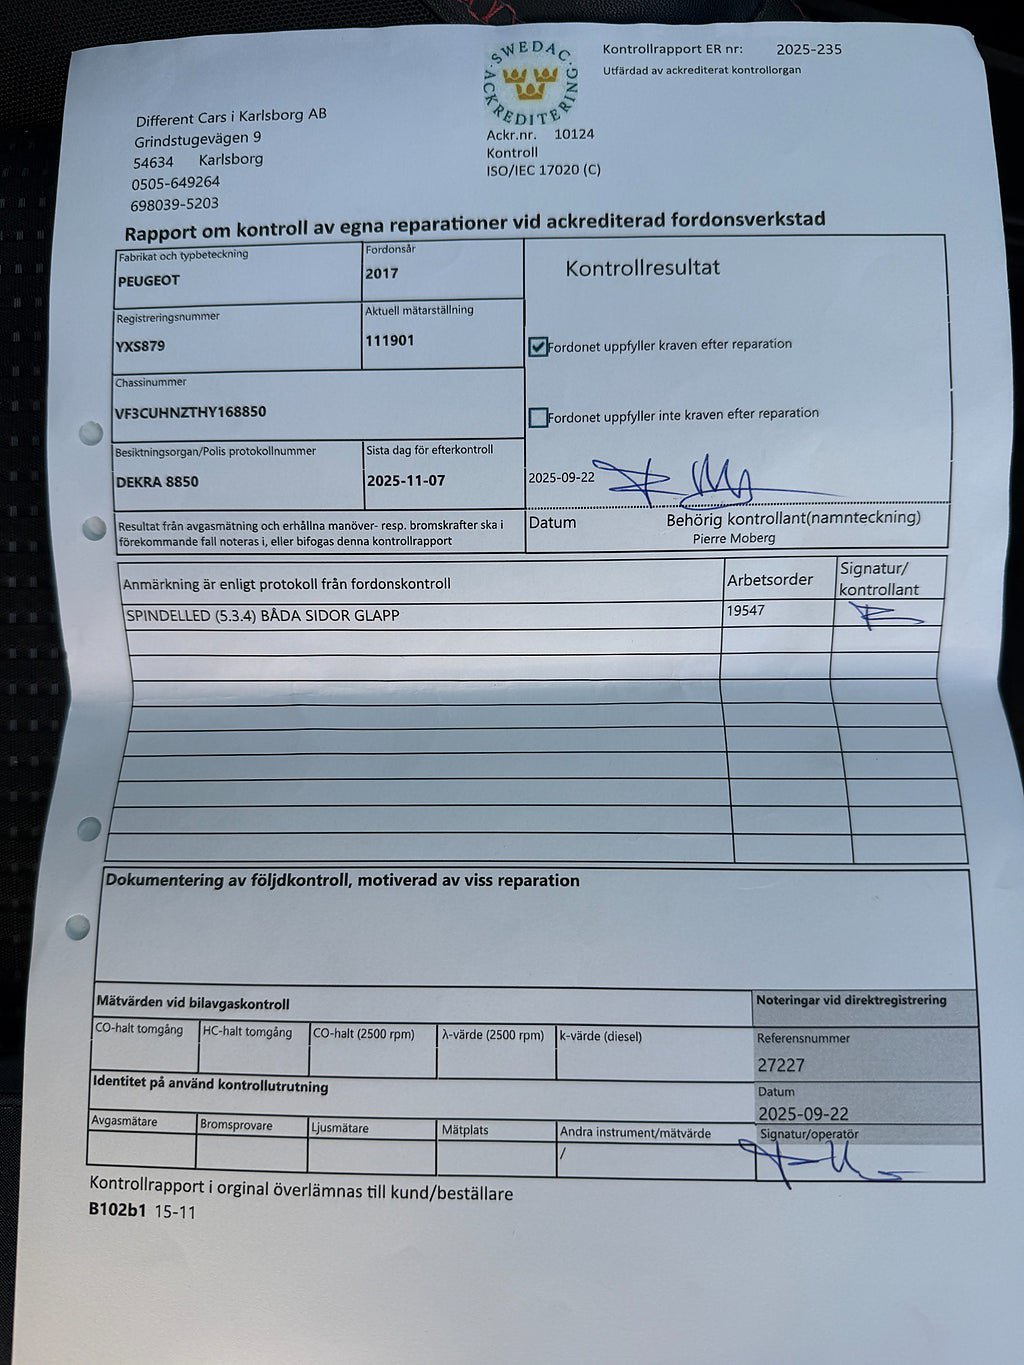 SWEDAC ACKREDITERING
Kontrollrapport ER nr: 2025-235
Utfärdad av ackrediterat kontrollorgan
Different Cars i Karlsborg AB
Grindstugevägen 9
54634 Karlsborg
0505-649264
698039-5203
Ackr.nr. 10124
Kontroll
ISO/IEC 17020 (C)
Rapport om kontroll av egna reparationer vid ackrediterad fordonsverkstad
Fabrikat och typbeteckning
PEUGEOT
Fordonsår
2017
Registreringsnummer
YXS879
Aktuell mätarställning
111901
Chassinummer
VF3CUHNZTHY168850
Besiktningsorgan/Polis protokollnummer
DEKRA 8850
Sista dag för efterkontroll
2025-11-07
Resultat från avgasmätning och erhållna manöver- resp. bromskrafter ska i
förekommande fall noteras i, eller bifogas denna kontrollrapport
Kontrollresultat
Fordonet uppfyller kraven efter reparation
Fordonet uppfyller inte kraven efter reparation
2025-09-22
Datum
Behörig kontrollant(namnteckning)
Pierre Moberg
Anmärkning är enligt protokoll från fordonskontroll
Arbetsorder
Signatur/
kontrollant
SPINDELLED (5.3.4) BÅDA SIDOR GLAPP
19547
Dokumentering av följdkontroll, motiverad av viss reparation
Mätvärden vid bilavgaskontroll
CO-halt tomgång
HC-halt tomgång
CO-halt (2500 rpm)
λ-värde (2500 rpm)
k-värde (diesel)
Identitet på använd kontrollutrutning
Avgasmätare
Bromsprovare
Ljusmätare
Mätplats
Andra instrument/mätvärde
/
Noteringar vid direktregistrering
Referensnummer
27227
Datum
2025-09-22
Signatur/operatör
Kontrollrapport i orginal överlämnas till kund/beställare
B102b1 15-11